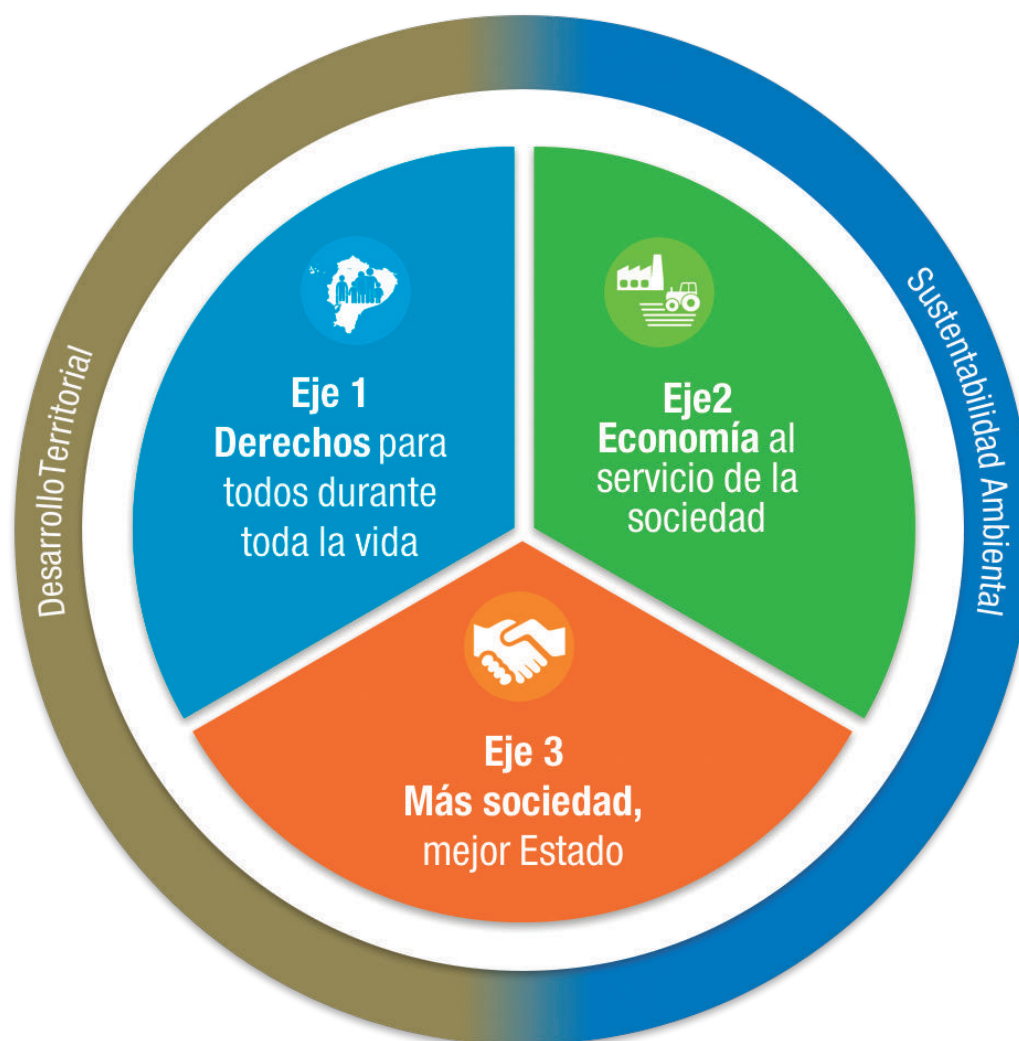 DesarrolloTerritorial
Eje 1
Derechos para
todos durante
toda la vida
Eje2
Economía al
servicio de la
sociedad
Sustentabilidad Ambiental
Eje 3
Más sociedad,
mejor Estado